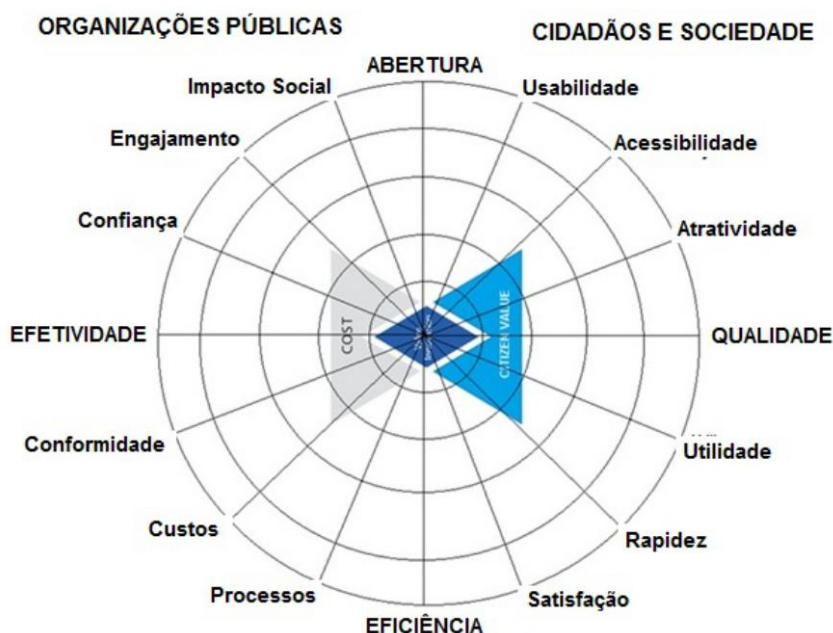 ORGANIZAÇÕES PÚBLICAS
CIDADÃOS E SOCIEDADE
ABERTURA
Impacto Social
Usabilidade
Engajamento
Acessibilidade
Confiança
Atratividade
EFETIVIDADE
COST
CITIZEN VALUE
QUALIDADE
Conformidade
Utilidade
Custos
Rapidez
Processos
Satisfação
EFICIÊNCIA